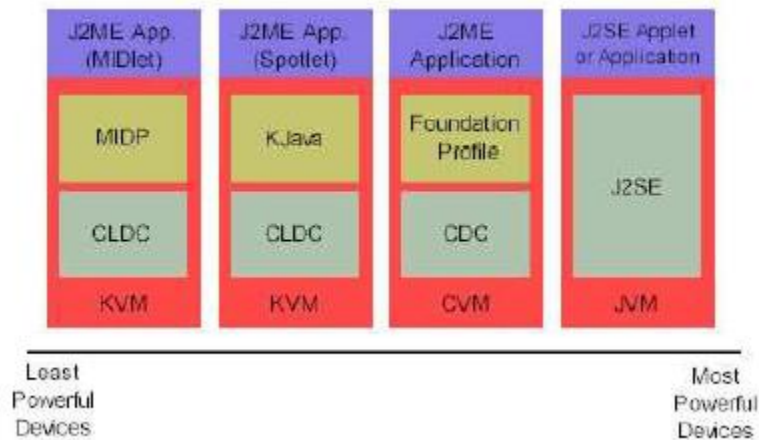 J2ME App.
(MIDlet)
MIDP
CLDC
KVM
J2ME App.
(Spotlet)
KJava
CLDC
KVM
J2ME
Application
Foundation
Profile
CDC
CVM
J2SE Applet
or Application
J2SE
JVM
Least
Powerful
Devices
Most
Powerful
Devices